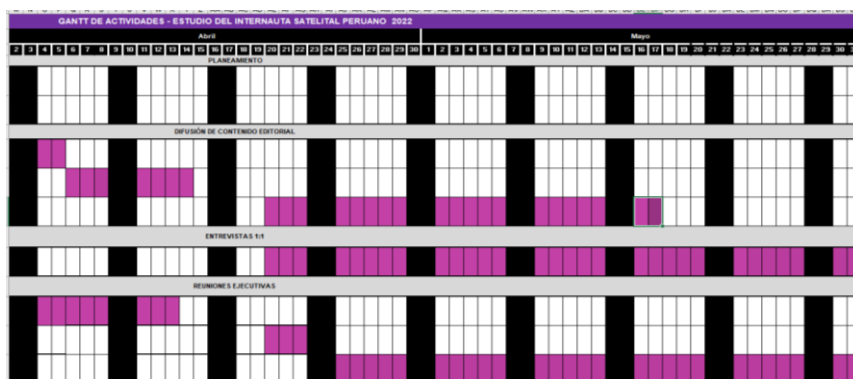 GANTT DE ACTIVIDADES - ESTUDIO DEL INTERNAUTA SATELITAL PERUANO 2022
Abril Mayo
2 3 4 5 6 7 8 9 10 11 12 13 14 15 16 17 18 19 20 21 22 23 24 25 26 27 28 29 30 1 2 3 4 5 6 7 8 9 10 11 12 13 14 15 16 17 18 19 20 21 22 23 24 25 26 27 28 29 30
PLANEAMIENTO
DIFUSIÓN DE CONTENIDO EDITORIAL
ENTREVISTAS 1:1
REUNIONES EJECUTIVAS